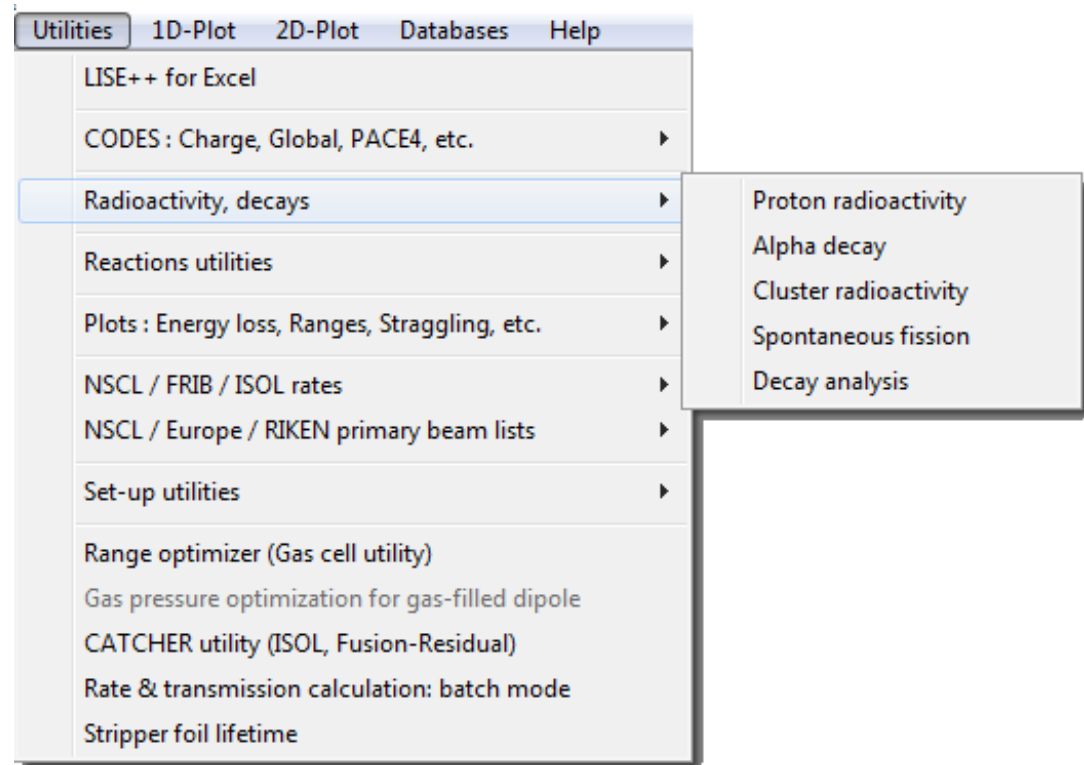 Utilities 1D-Plot 2D-Plot Databases Help
LISE++ for Excel
CODES : Charge, Global, PACE4, etc.
Radioactivity, decays
Proton radioactivity
Alpha decay
Cluster radioactivity
Spontaneous fission
Decay analysis
Reactions utilities
Plots : Energy loss, Ranges, Straggling, etc.
NSCL / FRIB / ISOL rates
NSCL / Europe / RIKEN primary beam lists
Set-up utilities
Range optimizer (Gas cell utility)
Gas pressure optimization for gas-filled dipole
CATCHER utility (ISOL, Fusion-Residual)
Rate & transmission calculation: batch mode
Stripper foil lifetime